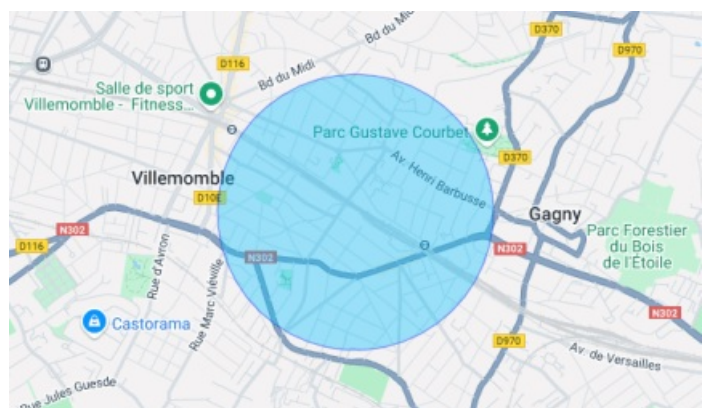 D370
D970
Bd du Midi
D116
Bd du Midi
Salle de sport
Villemomble - Fitness...
Parc Gustave Courbet
Av. Henri Barbusse
D370
Villemomble
D10E
Gagny
N302
D116
N302
N302
Parc Forestier
du Bois
de l'Étoile
Rue d'Avron
Rue Marc-Viéville
Castorama
N302
D970
Av. de Versailles
Rue Jules Guesde